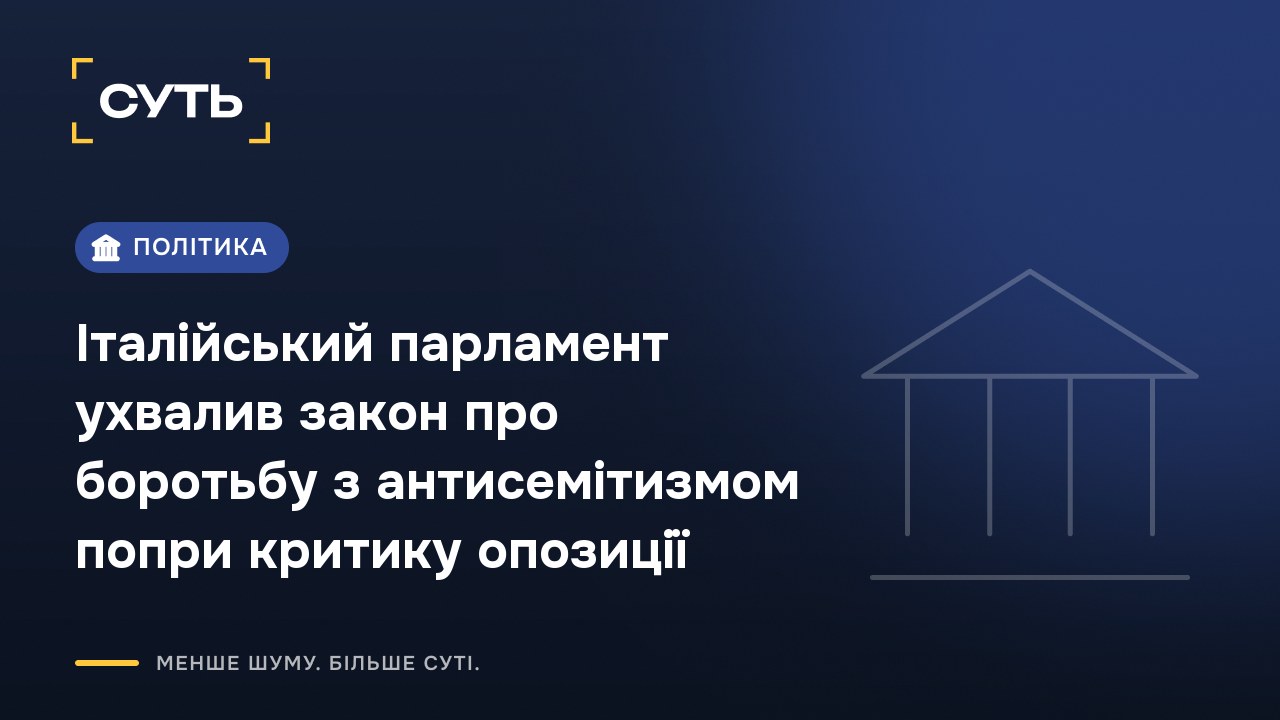 СУТЬ
ПОЛІТИКА
Італійський парламент
ухвалив закон про
боротьбу з антисемітизмом
попри критику опозиції
МЕНШЕ ШУМУ. БІЛЬШЕ СУТІ.